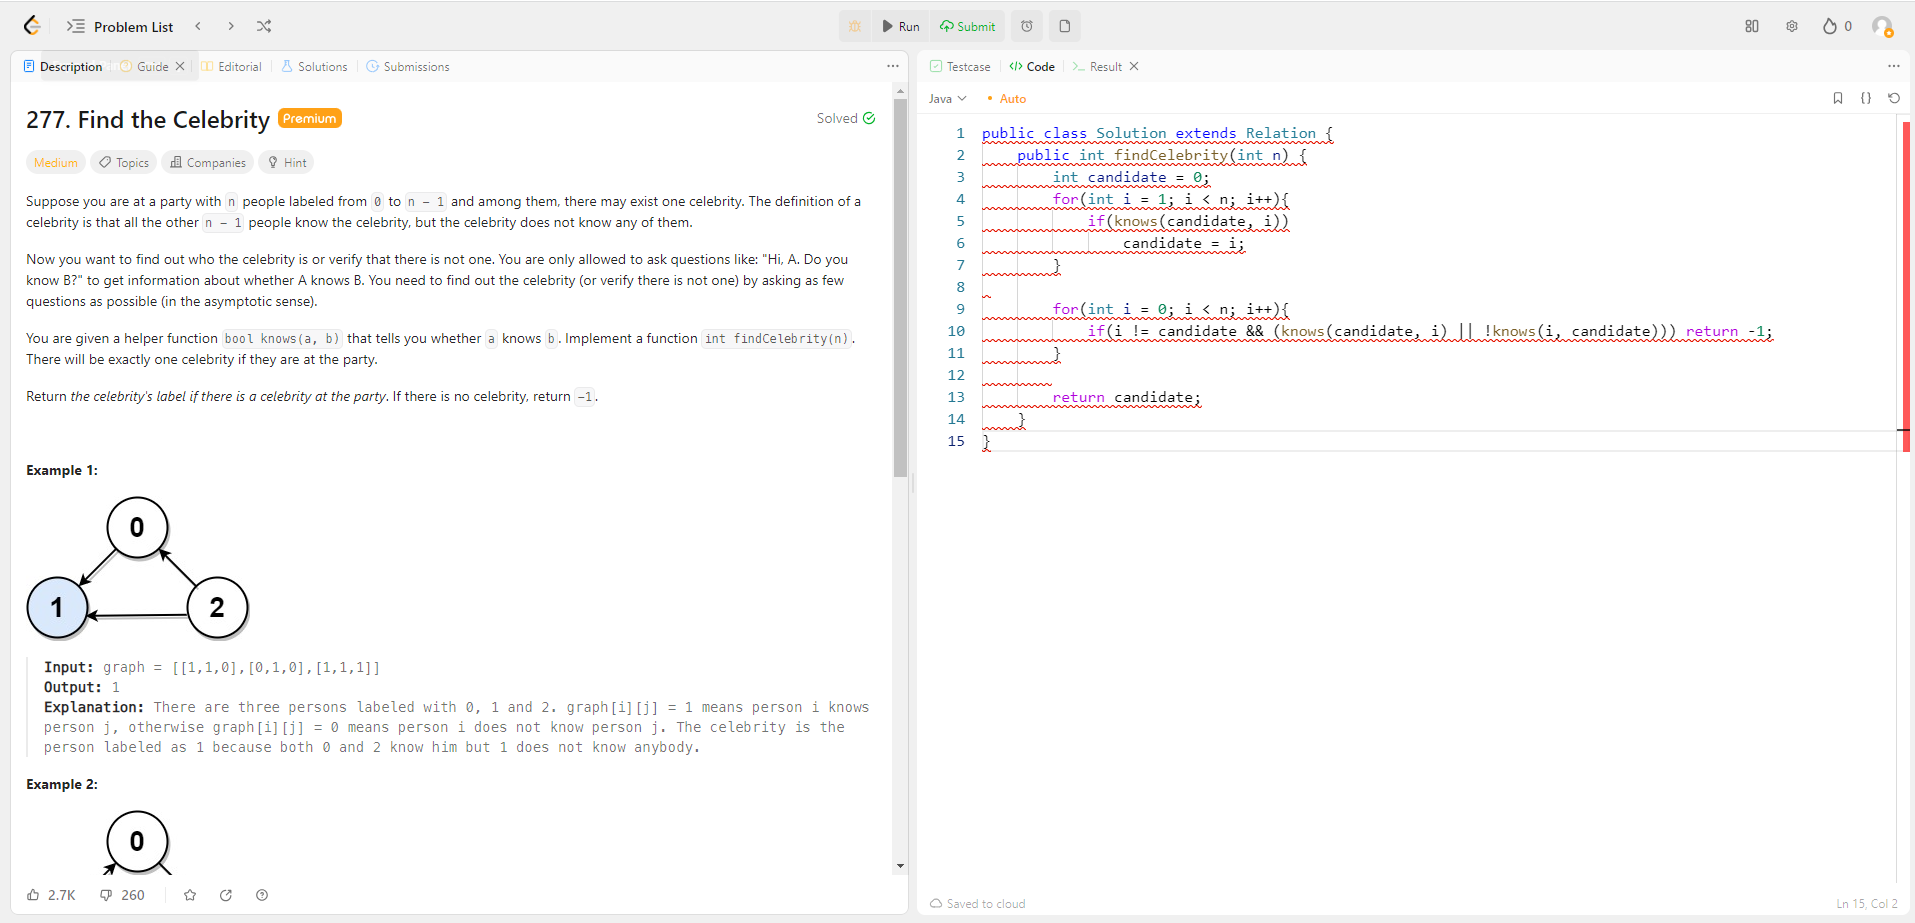 Problem List
Run
Submit
0
Description
Guide
Editorial
Solutions
Submissions
277. Find the Celebrity
Premium
Solved
Medium
Topics
Companies
Hint
Suppose you are at a party with n people labeled from 0 to n - 1 and among them, there may exist one celebrity. The definition of a
celebrity is that all the other n - 1 people know the celebrity, but the celebrity does not know any of them.
Now you want to find out who the celebrity is or verify that there is not one. You are only allowed to ask questions like: "Hi, A. Do you
know B?" to get information about whether A knows B. You need to find out the celebrity (or verify there is not one) by asking as few
questions as possible (in the asymptotic sense).
You are given a helper function bool knows(a, b) that tells you whether a knows b. Implement a function int findCelebrity(n).
There will be exactly one celebrity if they are at the party.
Return the celebrity's label if there is a celebrity at the party. If there is no celebrity, return -1.
Example 1:
0
1
2
Input: graph = [[1,1,0],[0,1,0],[1,1,1]]
Output: 1
Explanation: There are three persons labeled with 0, 1 and 2. graph[i][j] = 1 means person i knows
person j, otherwise graph[i][j] = 0 means person i does not know person j. The celebrity is the
person labeled as 1 because both 0 and 2 know him but 1 does not know anybody.
Example 2:
0
2.7K
260
Testcase
Code
Result
Java
Auto
1 public class Solution extends Relation {
2 public int findCelebrity(int n) {
3 int candidate = 0;
4 for(int i = 1; i < n; i++){
5 if(knows(candidate, i))
6 candidate = i;
7 }
8
9 for(int i = 0; i < n; i++){
10 if(i != candidate && (knows(candidate, i) || !knows(i, candidate))) return -1;
11 }
12
13 return candidate;
14 }
15 }
Saved to cloud
Ln 15, Col 2